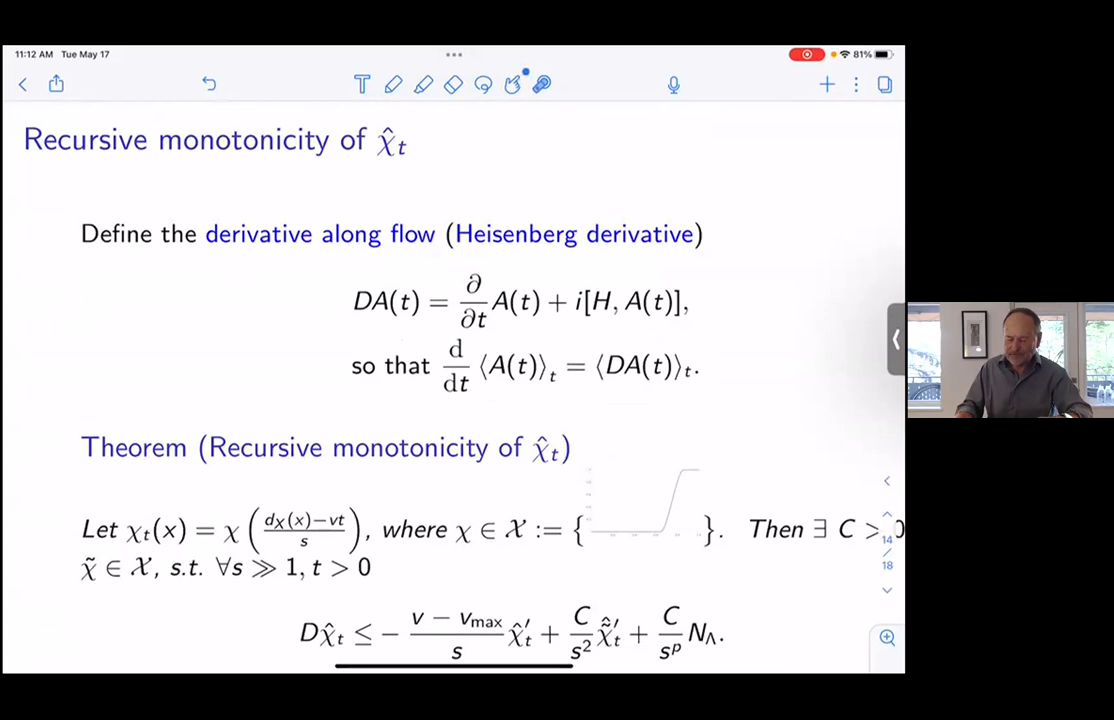 11:12 AM Tue May 17
81%
Recursive monotonicity of χ̂_t
Define the derivative along flow (Heisenberg derivative)
DA(t) = ∂/∂t A(t) + i[H, A(t)],
so that d/dt ⟨A(t)⟩_t = ⟨DA(t)⟩_t.
Theorem (Recursive monotonicity of χ̂_t)
Let χ_t(x) = χ((d_X(x)−vt)/s), where χ ∈ 𝒳 := { }. Then ∃ C > 0
χ̃ ∈ 𝒳, s.t. ∀s ≫ 1, t > 0
Dχ̂_t ≤ − (v − v_max)/s χ̂′_t + C/s² χ̃̂′_t + C/s^p N_Λ.
14
/
18